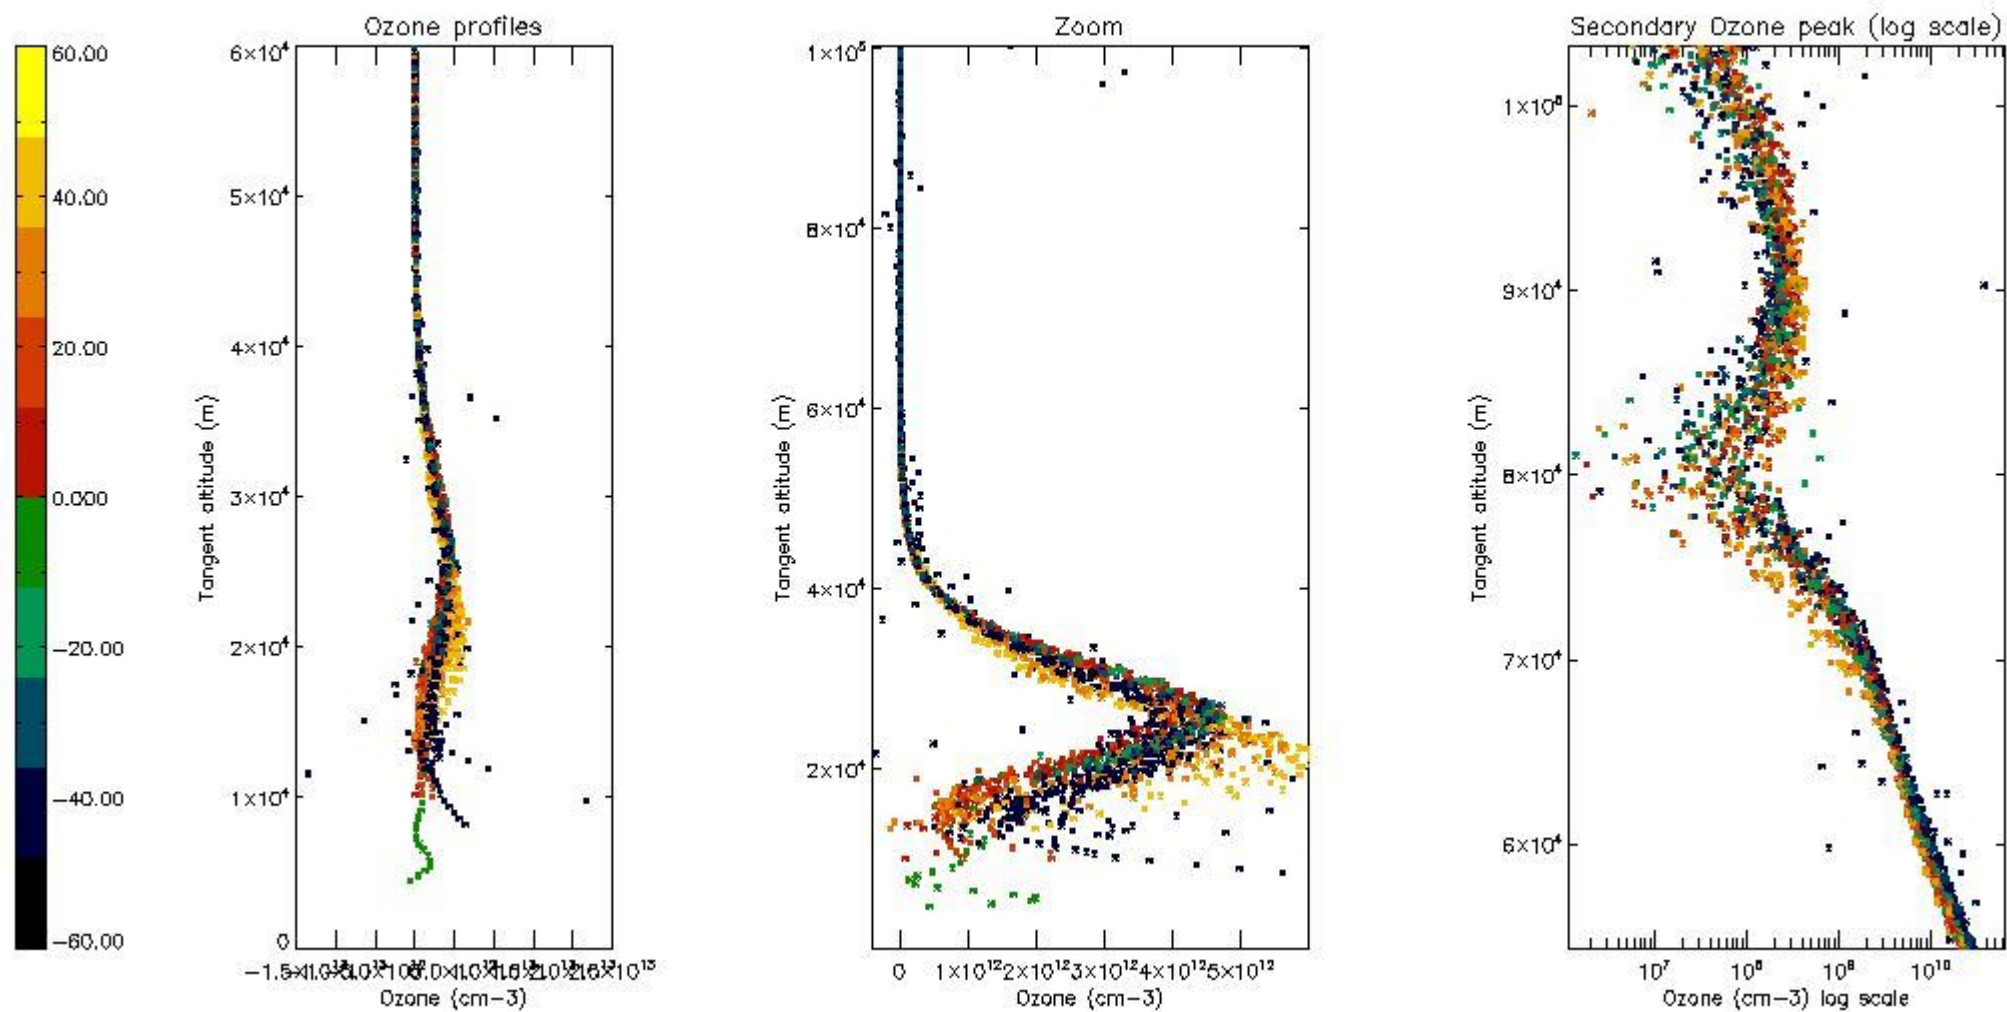 Ozone profiles
Zoom
Secondary Ozone peak (log scale)
60.00
40.00
20.00
0.000
−20.00
−40.00
−60.00
6×10⁴
5×10⁴
4×10⁴
3×10⁴
2×10⁴
1×10⁴
0
Tangent altitude (m)
Ozone (cm−3)
1×10⁵
8×10⁴
6×10⁴
4×10⁴
2×10⁴
Tangent altitude (m)
0 1×10¹² 2×10¹² 3×10¹² 4×10¹² 5×10¹²
Ozone (cm−3)
9×10⁴
8×10⁴
7×10⁴
6×10⁴
Tangent altitude (m)
10⁷ 10⁸ 10⁹ 10¹⁰
Ozone (cm−3) log scale